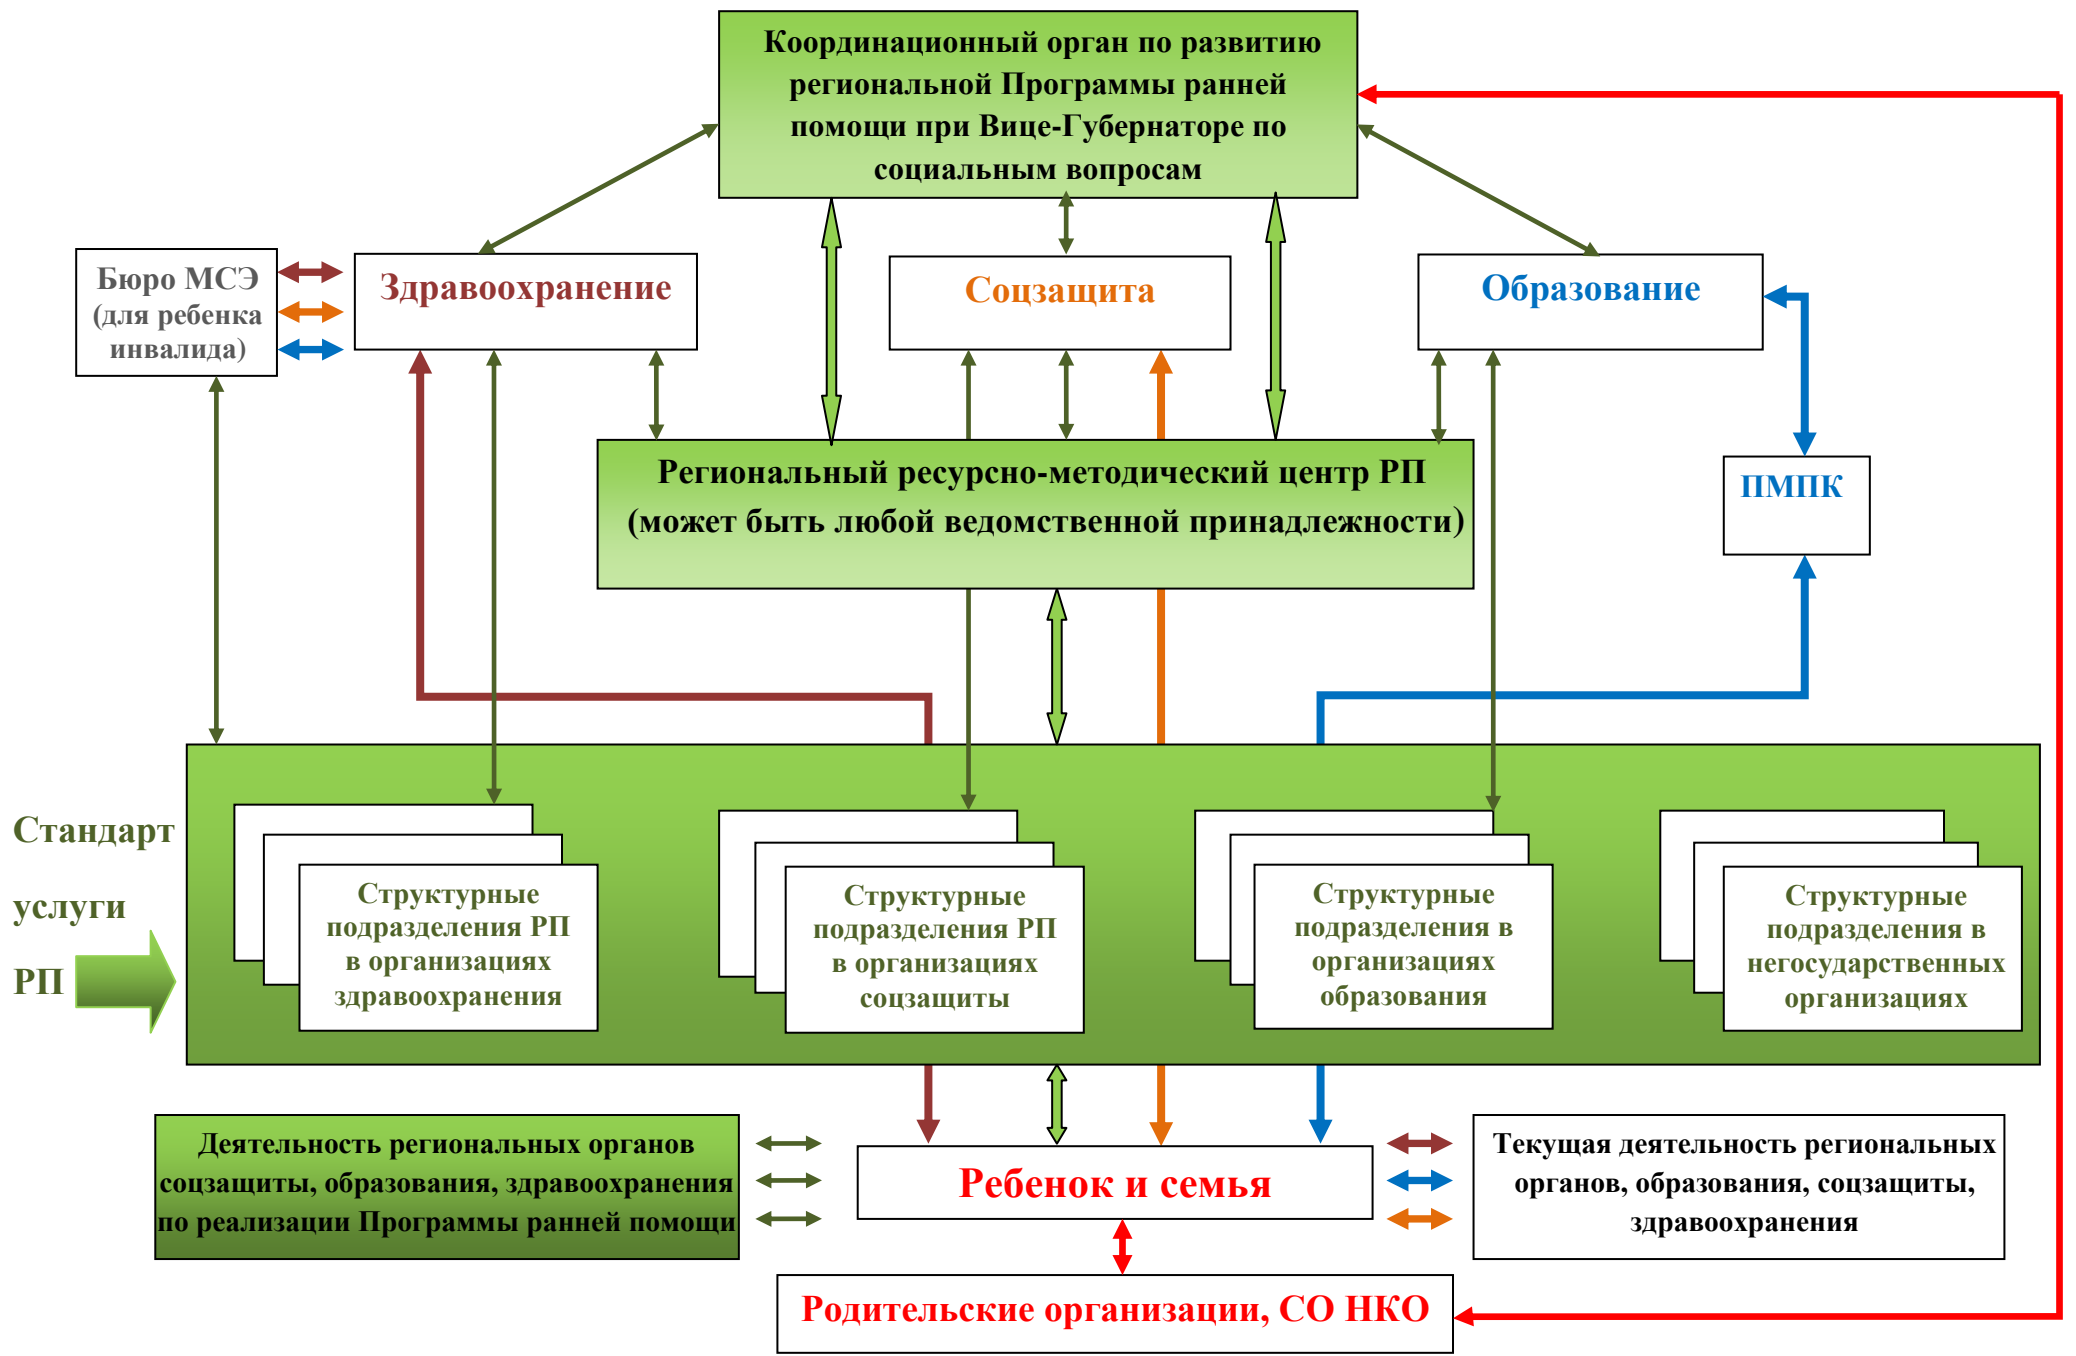 Координационный орган по развитию
региональной Программы ранней
помощи при Вице-Губернаторе по
социальным вопросам
Бюро МСЭ
(для ребенка
инвалида)
Здравоохранение
Соцзащита
Образование
Региональный ресурсно-методический центр РП
(может быть любой ведомственной принадлежности)
ПМПК
Стандарт
услуги
РП
Структурные
подразделения РП
в организациях
здравоохранения
Структурные
подразделения РП
в организациях
соцзащиты
Структурные
подразделения в
организациях
образования
Структурные
подразделения в
негосударственных
организациях
Деятельность региональных органов
соцзащиты, образования, здравоохранения
по реализации Программы ранней помощи
Ребенок и семья
Текущая деятельность региональных
органов, образования, соцзащиты,
здравоохранения
Родительские организации, СО НКО